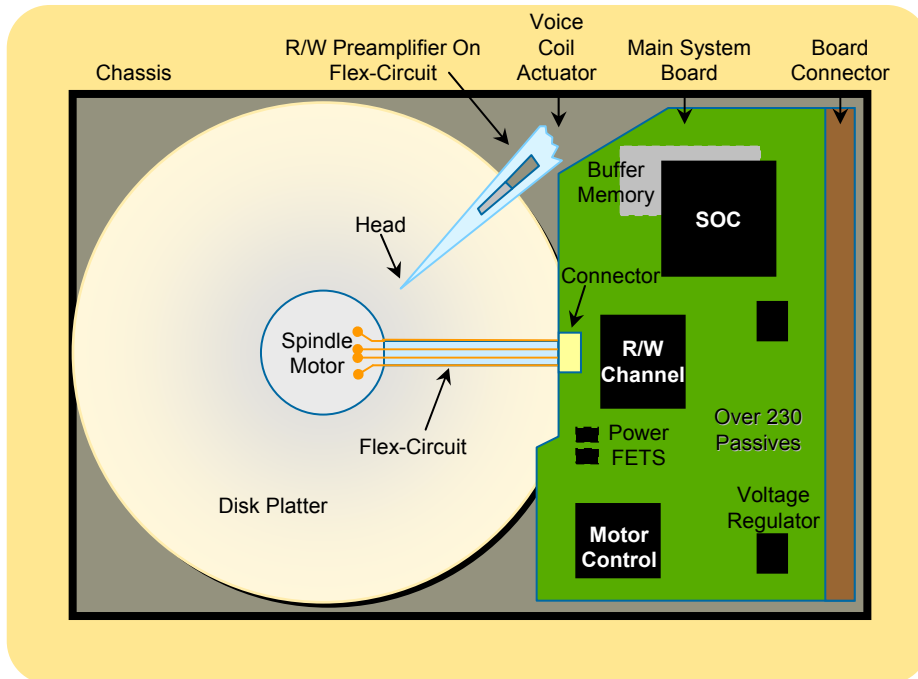 Chassis
R/W Preamplifier On
Flex-Circuit
Voice
Coil
Actuator
Main System
Board
Board
Connector
Buffer
Memory
SOC
Head
Connector
Spindle
Motor
R/W
Channel
Flex-Circuit
Power
FETS
Over 230
Passives
Disk Platter
Voltage
Regulator
Motor
Control